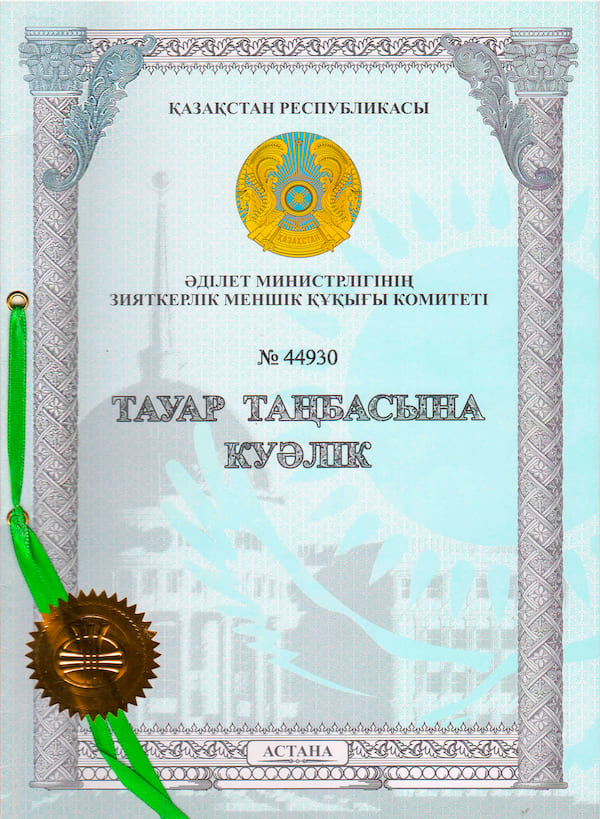 ҚАЗАҚСТАН РЕСПУБЛИКАСЫ
ҚАЗАҚСТАН
ӘДІЛЕТ МИНИСТРЛІГІНІҢ
ЗИЯТКЕРЛІК МЕНШІК ҚҰҚЫҒЫ КОМИТЕТІ
№ 44930
ТАУАР ТАҢБАСЫНА
КУӘЛІК
АСТАНА